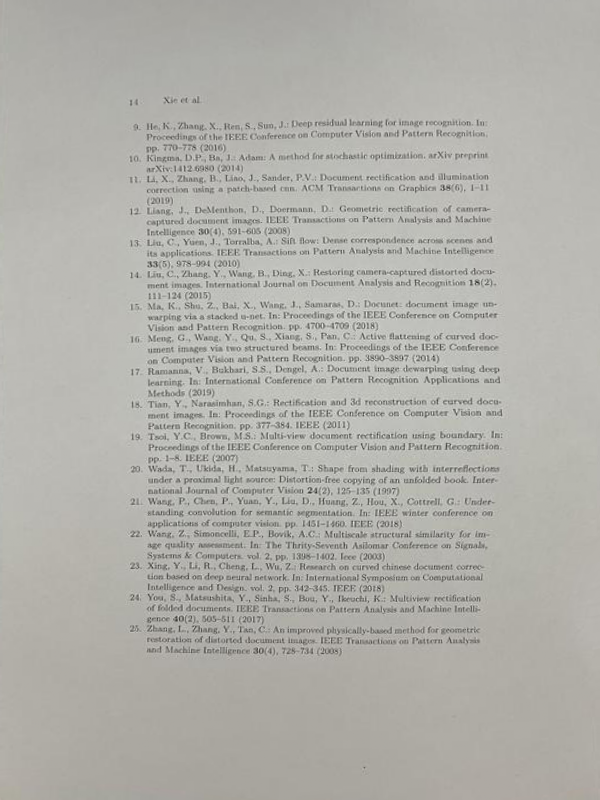 14 Xie et al.
9. He, K., Zhang, X., Ren, S., Sun, J.: Deep residual learning for image recognition. In:
Proceedings of the IEEE Conference on Computer Vision and Pattern Recognition.
pp. 770–778 (2016)
10. Kingma, D.P., Ba, J.: Adam: A method for stochastic optimization. arXiv preprint
arXiv:1412.6980 (2014)
11. Li, X., Zhang, B., Liao, J., Sander, P.V.: Document rectification and illumination
correction using a patch-based cnn. ACM Transactions on Graphics 38(6), 1–11
(2019)
12. Liang, J., DeMenthon, D., Doermann, D.: Geometric rectification of camera-
captured document images. IEEE Transactions on Pattern Analysis and Machine
Intelligence 30(4), 591–605 (2008)
13. Liu, C., Yuen, J., Torralba, A.: Sift flow: Dense correspondence across scenes and
its applications. IEEE Transactions on Pattern Analysis and Machine Intelligence
33(5), 978–994 (2010)
14. Liu, C., Zhang, Y., Wang, B., Ding, X.: Restoring camera-captured distorted docu-
ment images. International Journal on Document Analysis and Recognition 18(2),
111–124 (2015)
15. Ma, K., Shu, Z., Bai, X., Wang, J., Samaras, D.: Docunet: document image un-
warping via a stacked u-net. In: Proceedings of the IEEE Conference on Computer
Vision and Pattern Recognition. pp. 4700–4709 (2018)
16. Meng, G., Wang, Y., Qu, S., Xiang, S., Pan, C.: Active flattening of curved doc-
ument images via two structured beams. In: Proceedings of the IEEE Conference
on Computer Vision and Pattern Recognition. pp. 3890–3897 (2014)
17. Ramanna, V., Bukhari, S.S., Dengel, A.: Document image dewarping using deep
learning. In: International Conference on Pattern Recognition Applications and
Methods (2019)
18. Tian, Y., Narasimhan, S.G.: Rectification and 3d reconstruction of curved docu-
ment images. In: Proceedings of the IEEE Conference on Computer Vision and
Pattern Recognition. pp. 377–384. IEEE (2011)
19. Tsoi, Y.C., Brown, M.S.: Multi-view document rectification using boundary. In:
Proceedings of the IEEE Conference on Computer Vision and Pattern Recognition.
pp. 1–8. IEEE (2007)
20. Wada, T., Ukida, H., Matsuyama, T.: Shape from shading with interreflections
under a proximal light source: Distortion-free copying of an unfolded book. Inter-
national Journal of Computer Vision 24(2), 125–135 (1997)
21. Wang, P., Chen, P., Yuan, Y., Liu, D., Huang, Z., Hou, X., Cottrell, G.: Under-
standing convolution for semantic segmentation. In: IEEE winter conference on
applications of computer vision. pp. 1451–1460. IEEE (2018)
22. Wang, Z., Simoncelli, E.P., Bovik, A.C.: Multiscale structural similarity for im-
age quality assessment. In: The Thrity-Seventh Asilomar Conference on Signals,
Systems & Computers. vol. 2, pp. 1398–1402. Ieee (2003)
23. Xing, Y., Li, R., Cheng, L., Wu, Z.: Research on curved chinese document correc-
tion based on deep neural network. In: International Symposium on Computational
Intelligence and Design. vol. 2, pp. 342–345. IEEE (2018)
24. You, S., Matsushita, Y., Sinha, S., Bou, Y., Ikeuchi, K.: Multiview rectification
of folded documents. IEEE Transactions on Pattern Analysis and Machine Intelli-
gence 40(2), 505–511 (2017)
25. Zhang, L., Zhang, Y., Tan, C.: An improved physically-based method for geometric
restoration of distorted document images. IEEE Transactions on Pattern Analysis
and Machine Intelligence 30(4), 728–734 (2008)